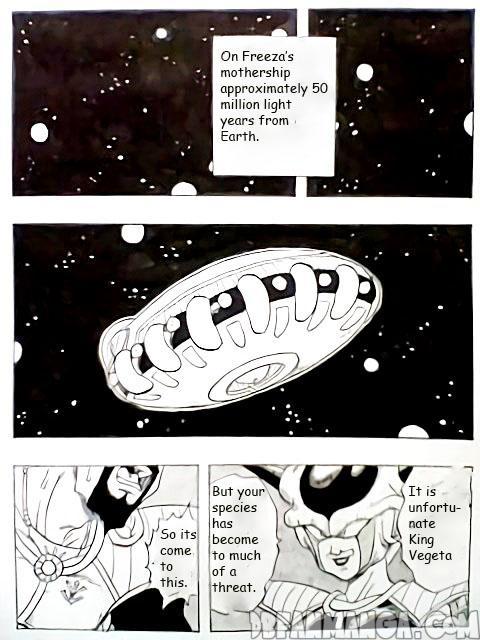 On Freeza's
mothership
approximately 50
million light
years from
Earth.
So its
come
to
this.
But your
species
has
become
to much
of a
threat.
It is
unfortu-
nate
King
Vegeta
DREAMMANGA.COM